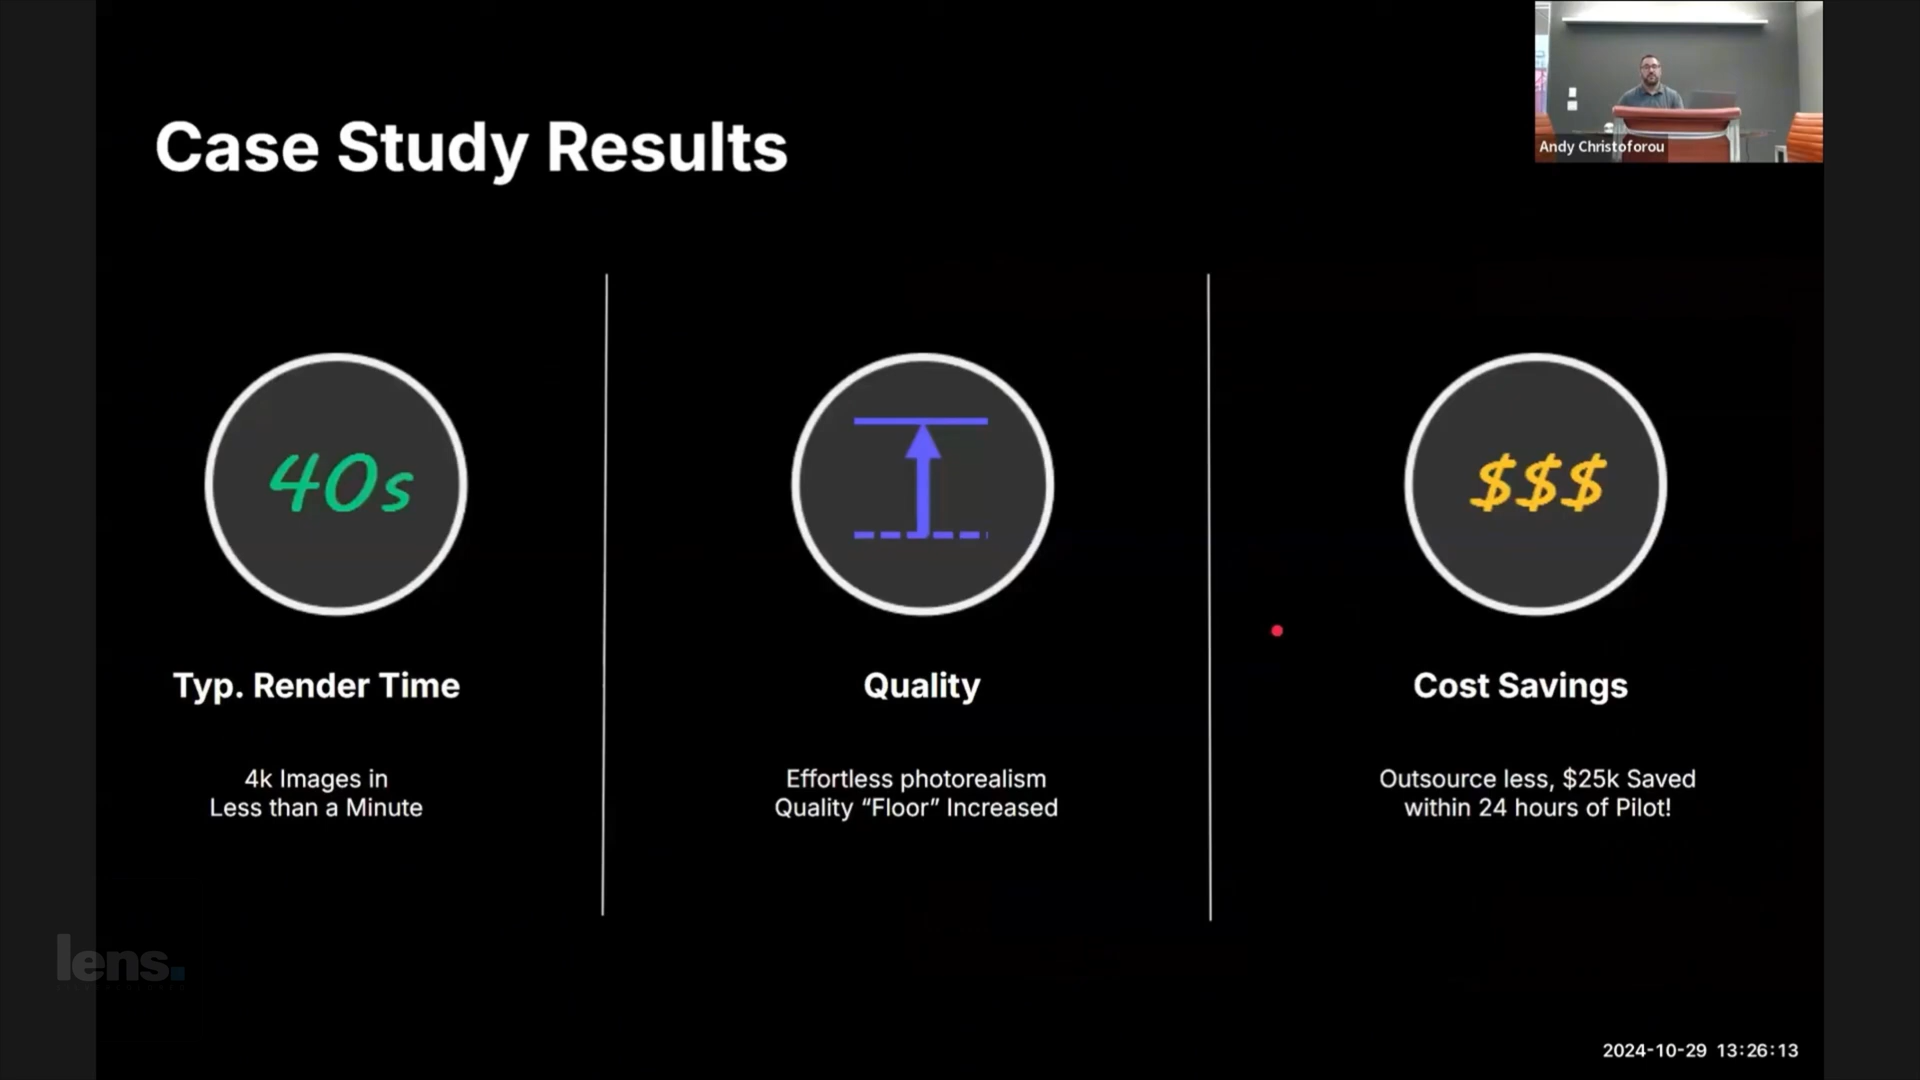 Case Study Results
Andy Christoforou
40s
$$$
Typ. Render Time
Quality
Cost Savings
4k Images in
Less than a Minute
Effortless photorealism
Quality “Floor” Increased
Outsource less, $25k Saved
within 24 hours of Pilot!
lens.
2024-10-29 13:26:13